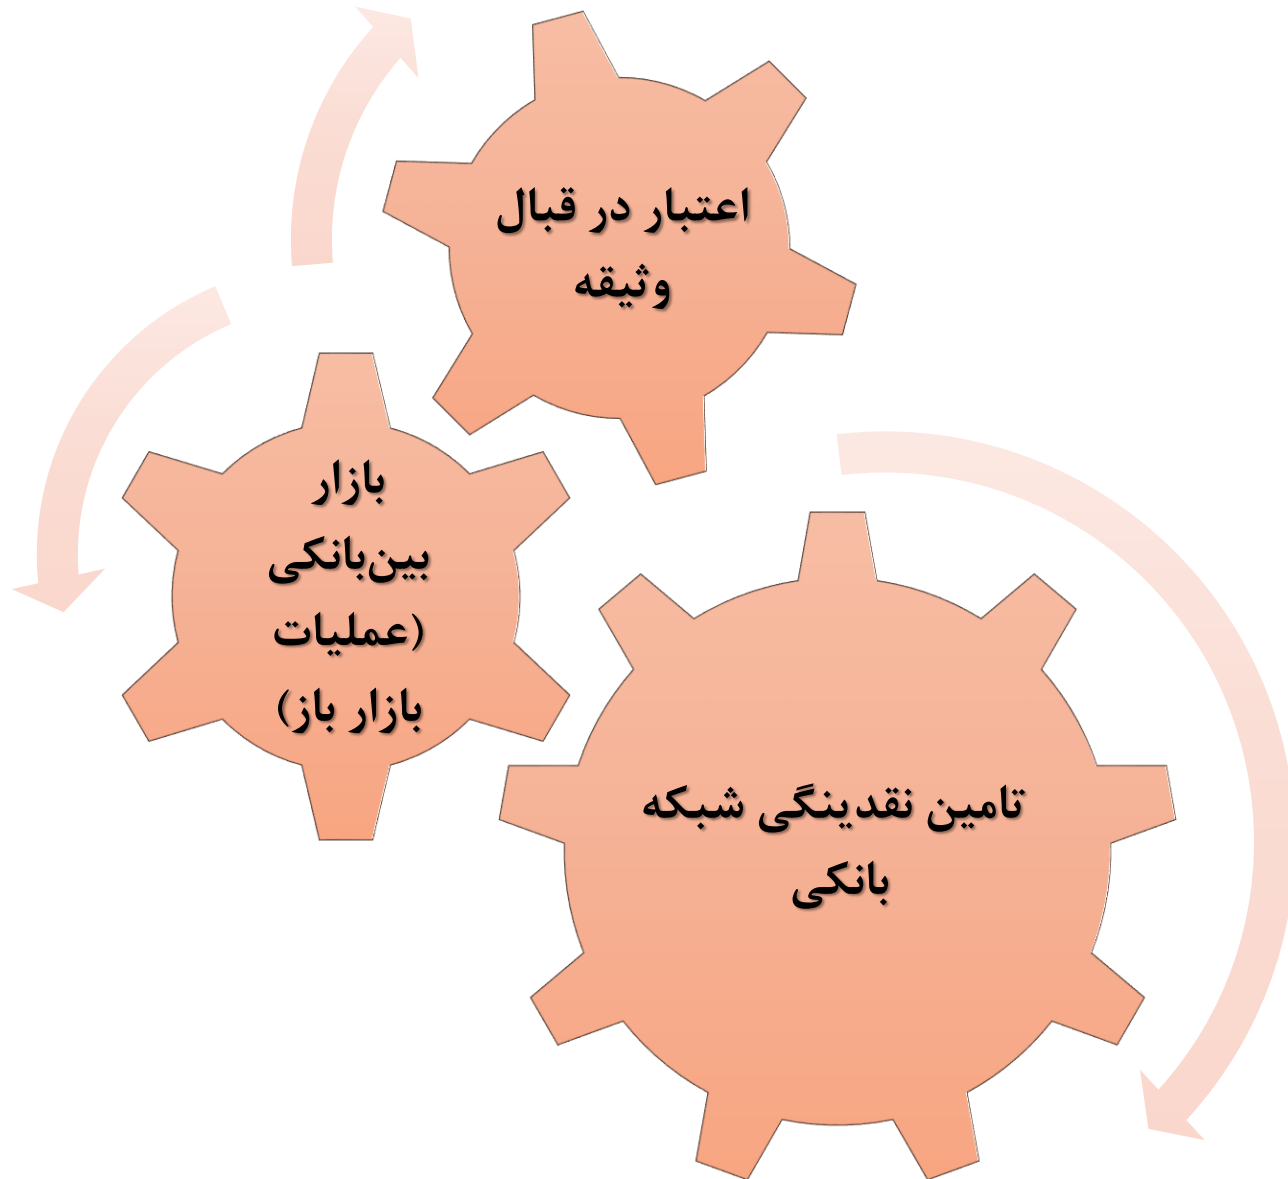 اعتبار در قبال
وثیقه
بازار
بین‌بانکی
(عملیات
بازار باز)
تامین نقدینگی شبکه
بانکی